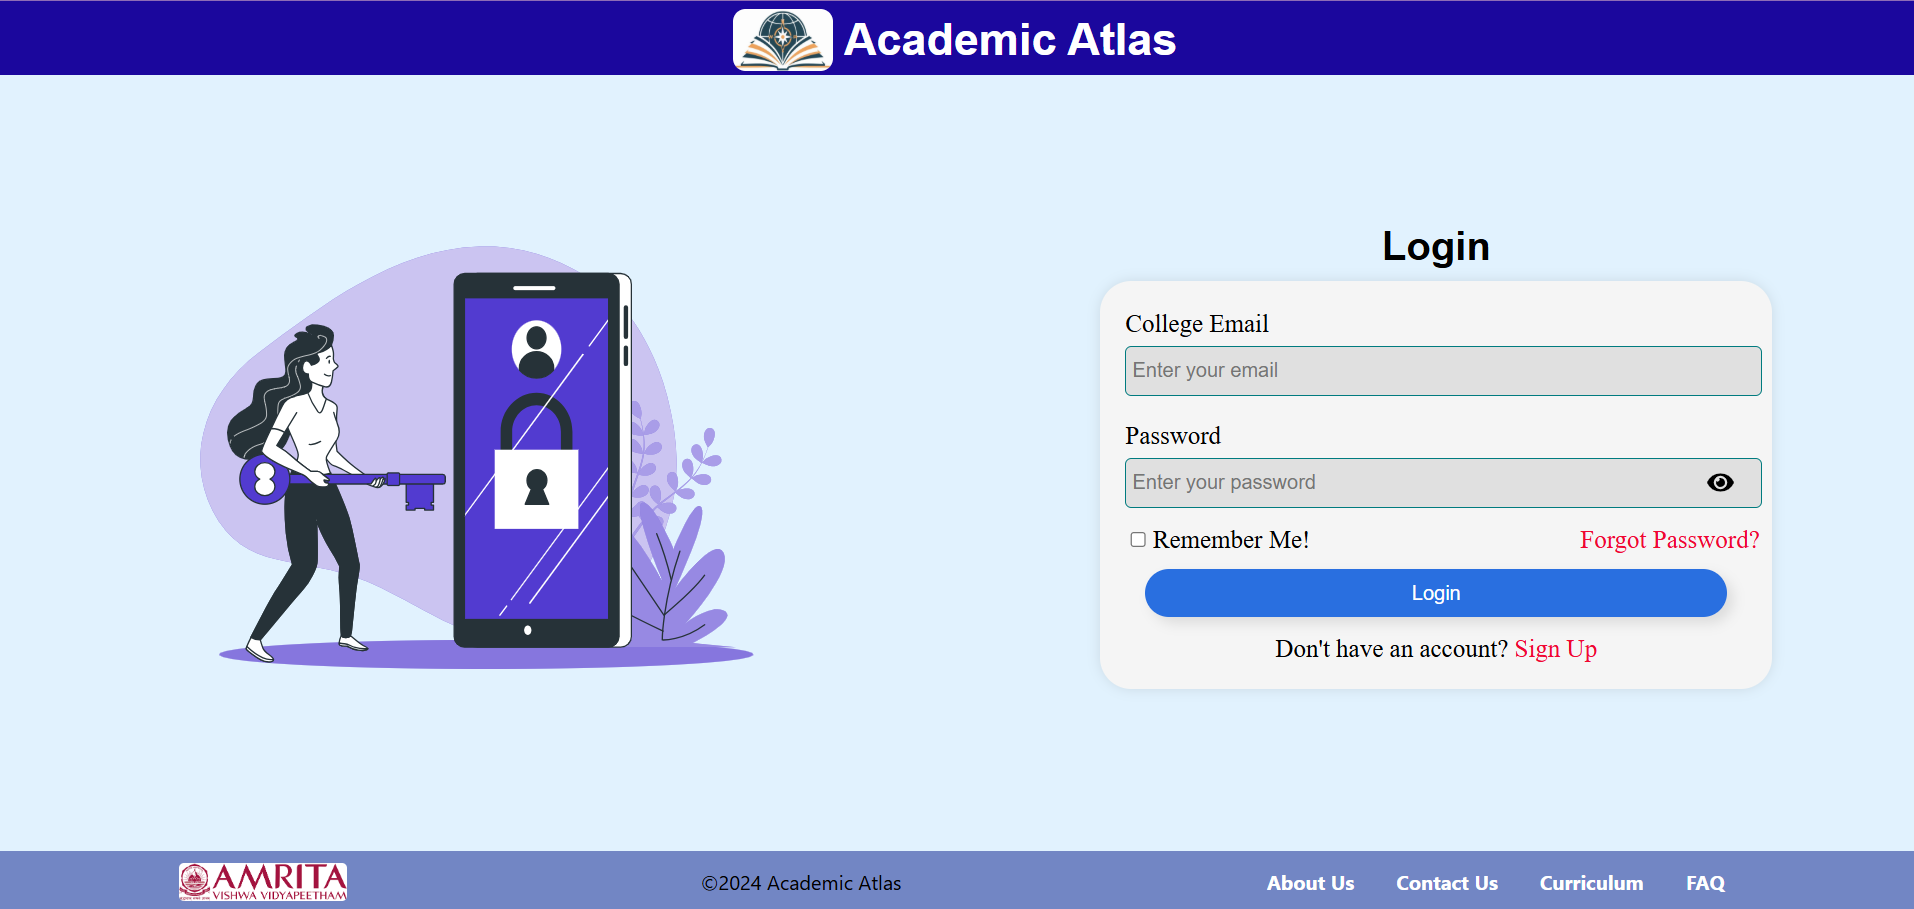 Academic Atlas
Login
College Email
Enter your email
Password
Enter your password
Remember Me! Forgot Password?
Login
Don't have an account? Sign Up
AMRITA
VISHWA VIDYAPEETHAM
©2024 Academic Atlas
About Us Contact Us Curriculum FAQ